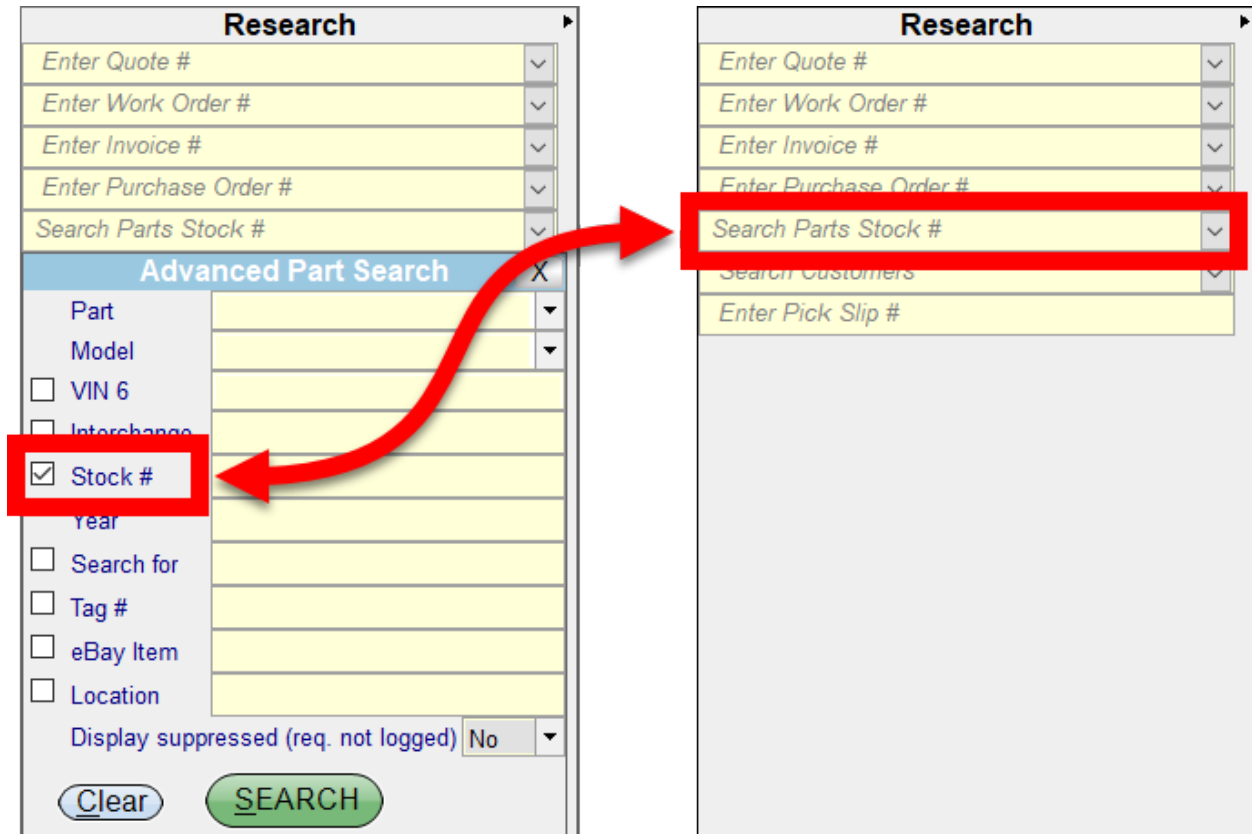 Research
Enter Quote #
Enter Work Order #
Enter Invoice #
Enter Purchase Order #
Search Parts Stock #
Advanced Part Search X
Part
Model
VIN 6
Interchange
Stock #
Year
Search for
Tag #
eBay Item
Location
Display suppressed (req. not logged) No
Clear SEARCH
Research
Enter Quote #
Enter Work Order #
Enter Invoice #
Enter Purchase Order #
Search Parts Stock #
Search Customers
Enter Pick Slip #